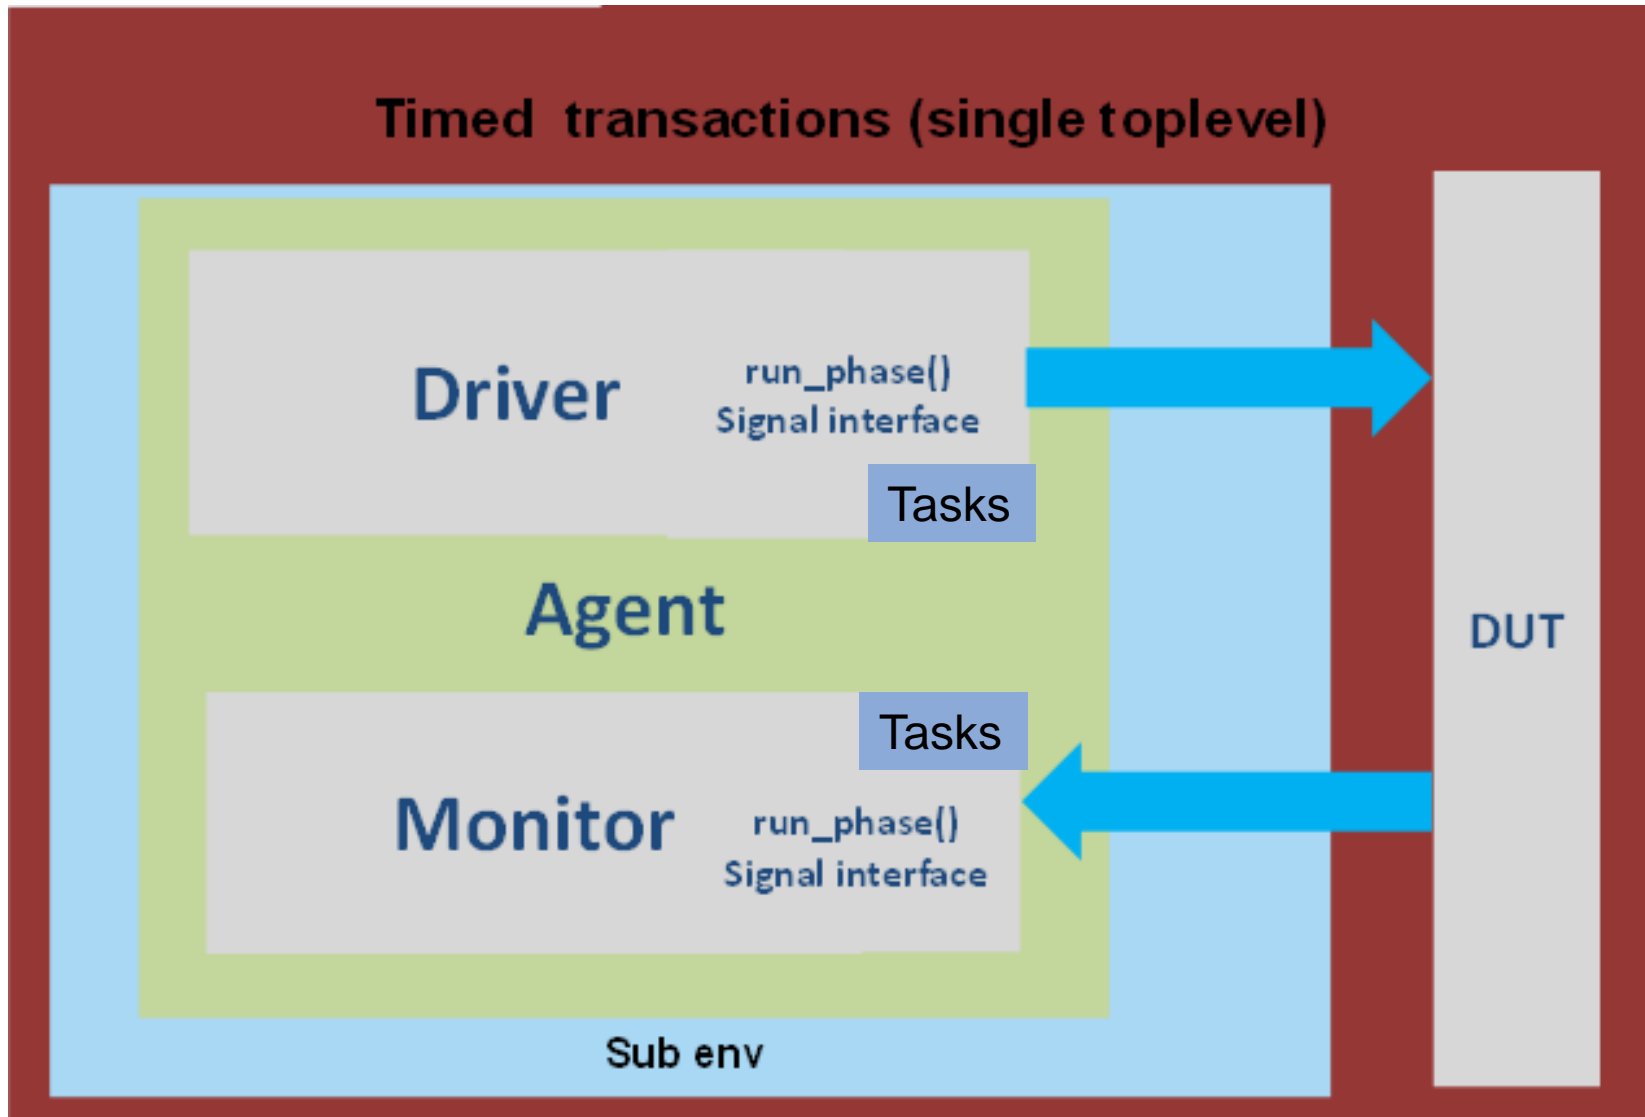 Timed transactions (single toplevel)
Driver
run_phase()
Signal interface
Tasks
Agent
DUT
Tasks
Monitor
run_phase()
Signal interface
Sub env